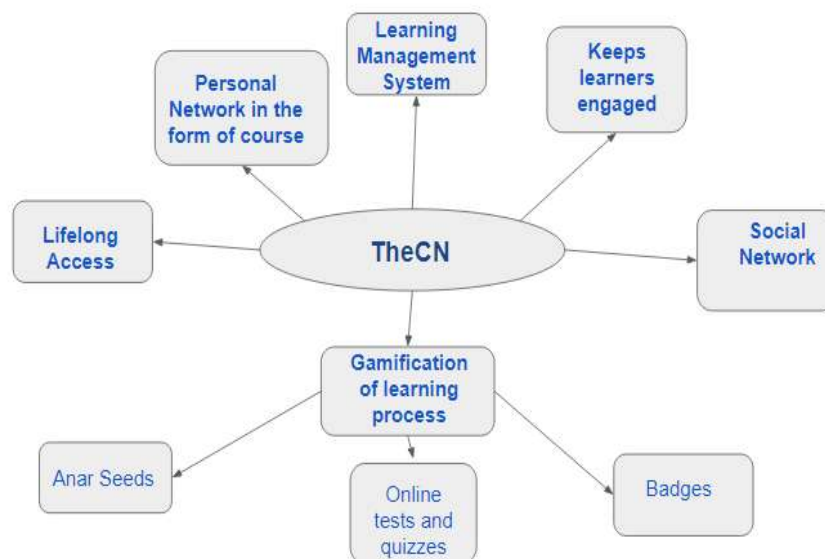 Learning
Management
System
Keeps
learners
engaged
Personal
Network in the
form of course
Lifelong
Access
TheCN
Social
Network
Gamification
of learning
process
Anar Seeds
Online
tests and
quizzes
Badges